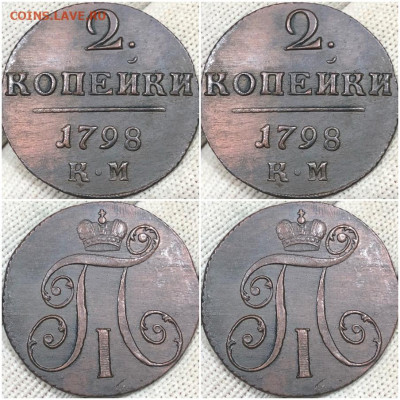 COINS.LAVE.RU
2. 2.
КОПЕЙКИ КОПЕЙКИ
1798 1798
К·М К·М
I I